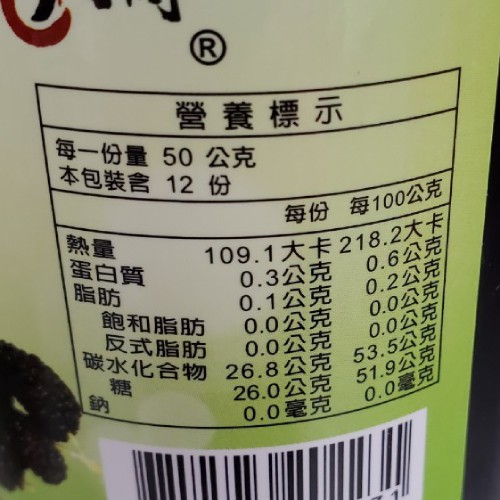 ®
營養標示
每一份量 50 公克
本包裝含 12 份
每份 每100公克
熱量 109.1大卡 218.2大卡
蛋白質 0.3公克 0.6公克
脂肪 0.1公克 0.2公克
飽和脂肪 0.0公克 0.0公克
反式脂肪 0.0公克 0.0公克
碳水化合物 26.8公克 53.5公克
糖 26.0公克 51.9公克
鈉 0.0毫克 0.0毫克